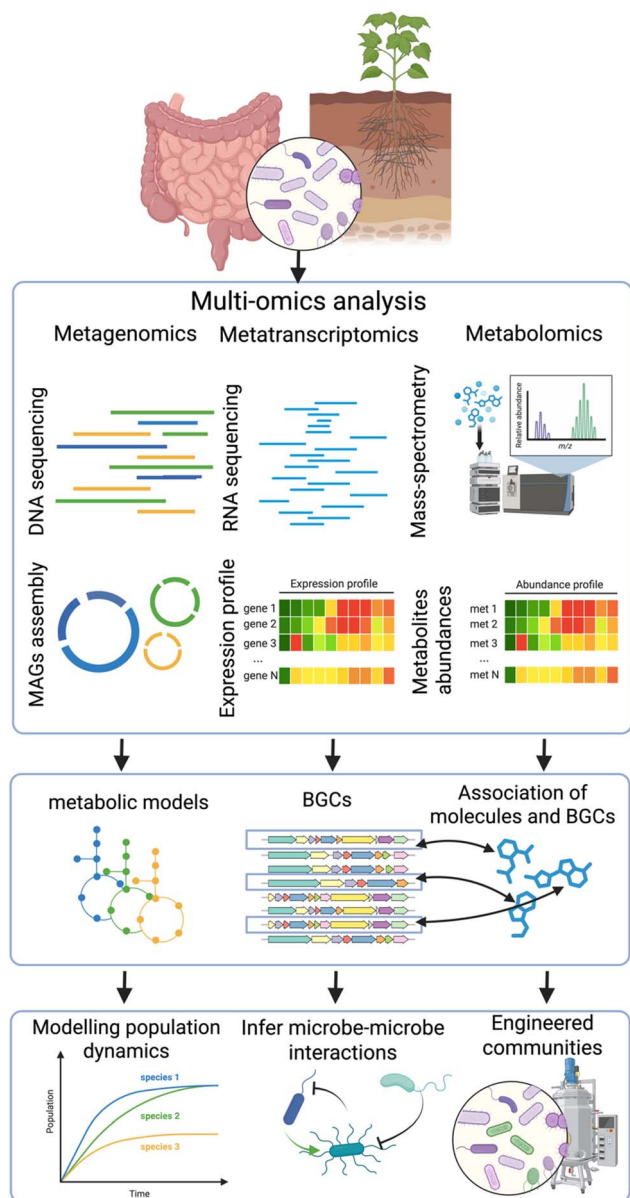 Multi-omics analysis
Metagenomics
Metatranscriptomics
Metabolomics
DNA sequencing
RNA sequencing
Mass-spectrometry
Relative abundance
m/z
MAGs assembly
Expression profile
Expression profile
gene 1
gene 2
gene 3
...
gene N
Metabolites
abundances
Abundance profile
met 1
met 2
met 3
...
met N
metabolic models
BGCs
Association of
molecules and BGCs
Modelling population
dynamics
Population
species 1
species 2
species 3
Time
Infer microbe-microbe
interactions
Engineered
communities